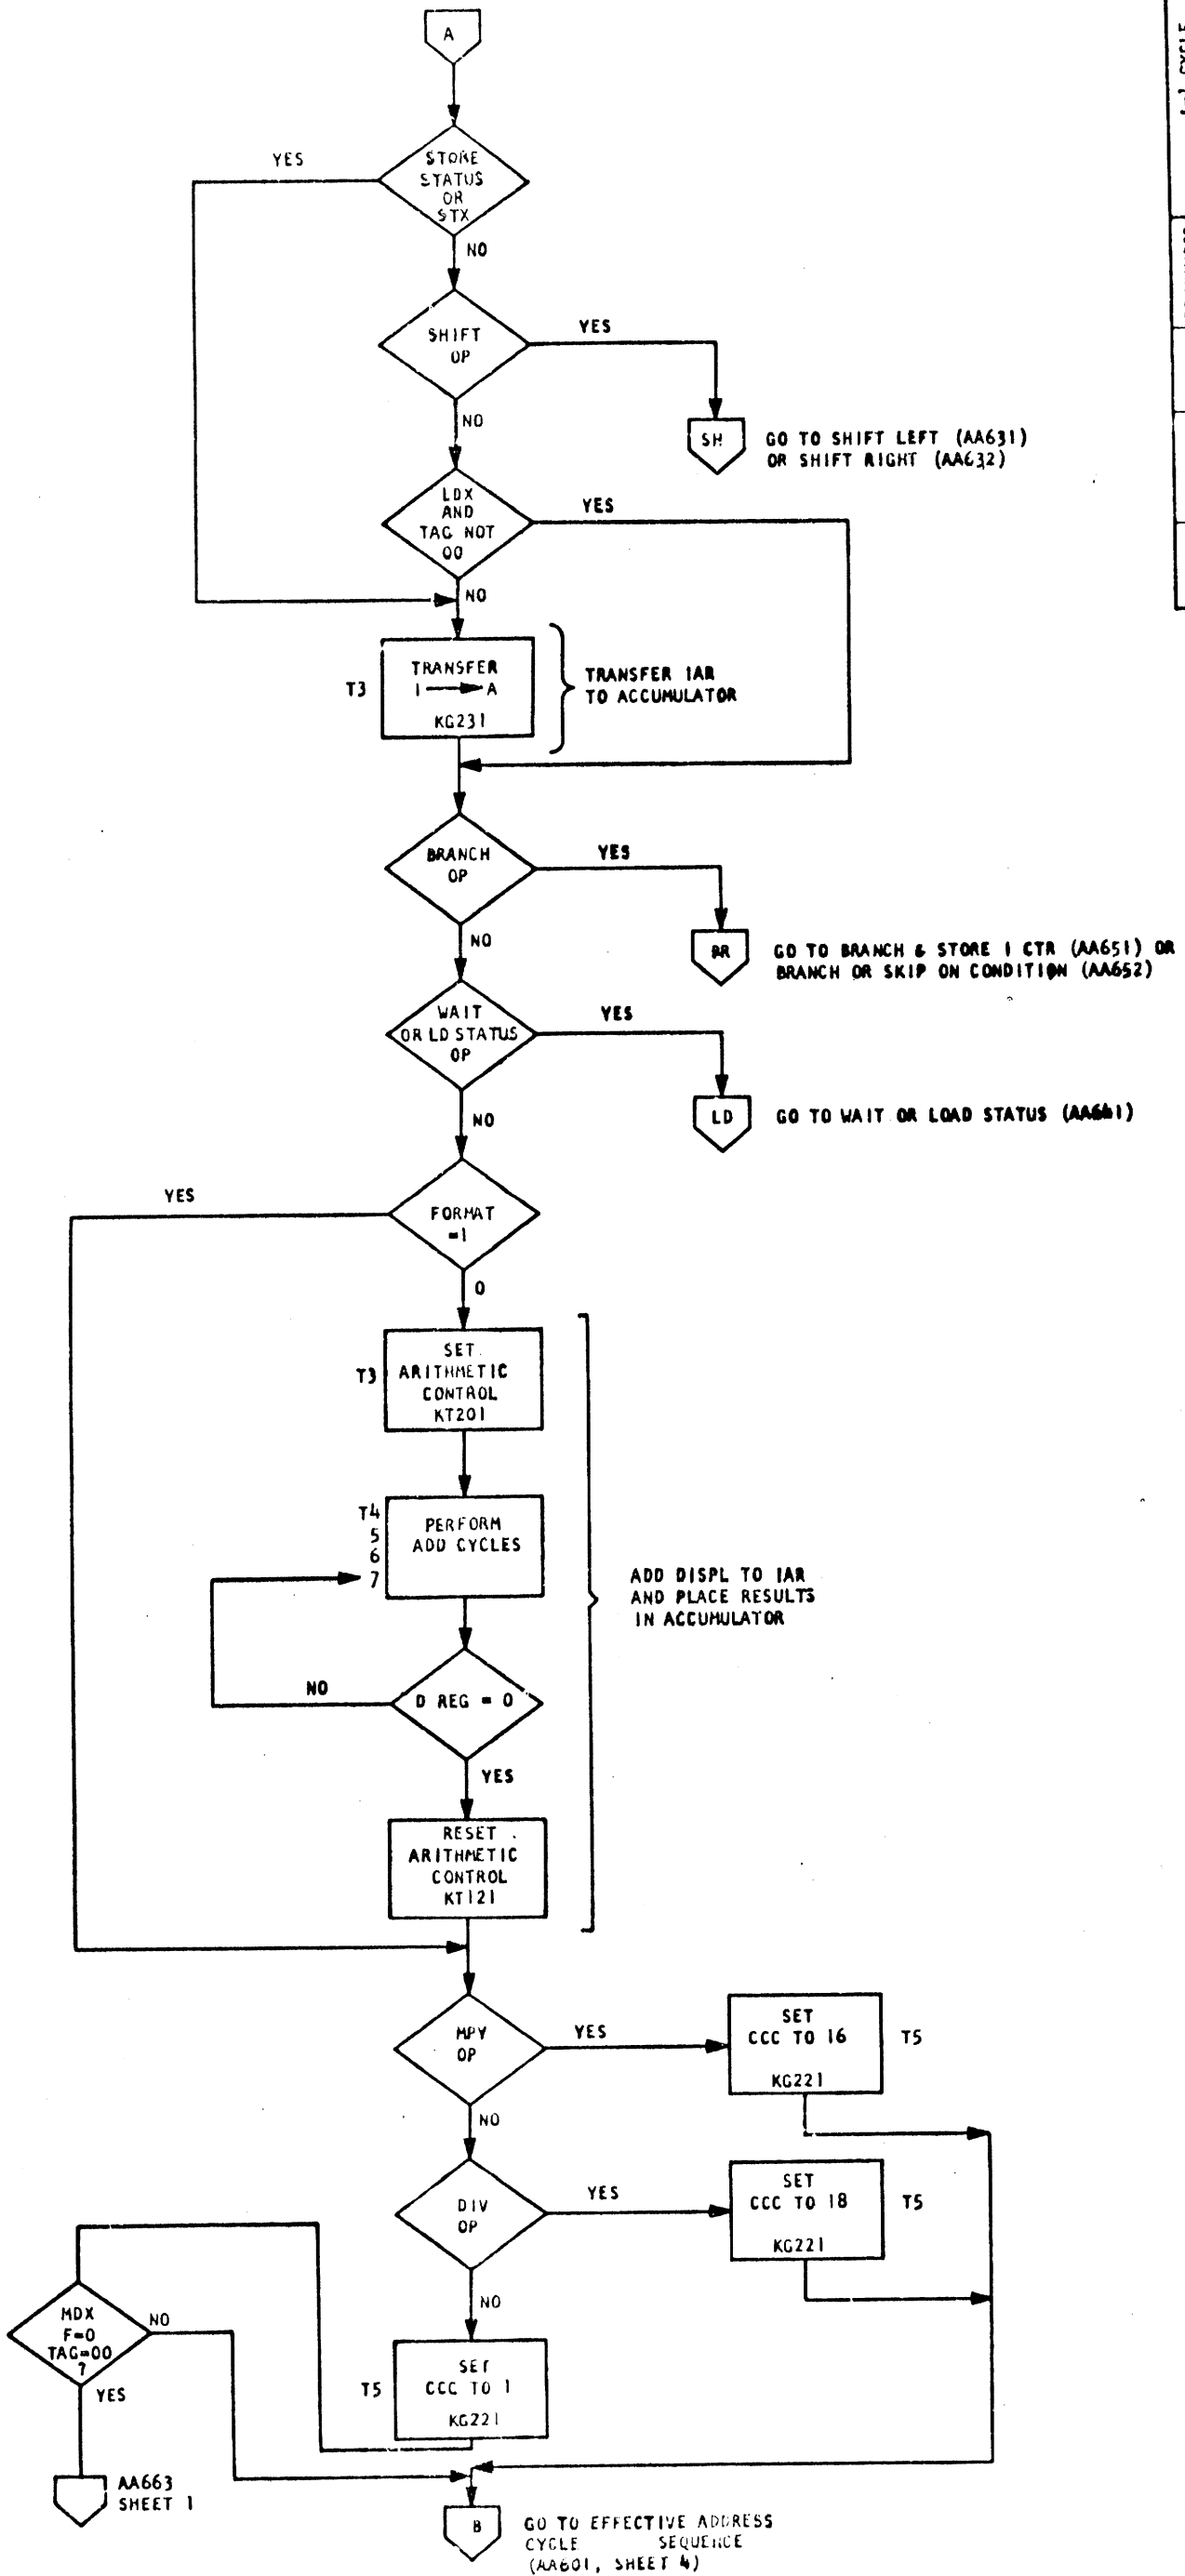 A
STORE
STATUS
OR
STX
YES
NO
SHIFT
OP
YES
NO
SH
GO TO SHIFT LEFT (AA631)
OR SHIFT RIGHT (AA632)
LDX
AND
TAG NOT
00
YES
NO
T3
TRANSFER
I A
KG231
TRANSFER IAR
TO ACCUMULATOR
BRANCH
OP
YES
NO
BR
GO TO BRANCH & STORE I CTR (AA651) OR
BRANCH OR SKIP ON CONDITION (AA652)
WAIT
OR LD STATUS
OP
YES
NO
LD
GO TO WAIT OR LOAD STATUS (AA641)
FORMAT
=1
YES
0
T3
SET
ARITHMETIC
CONTROL
KT201
T4
5
6
7
PERFORM
ADD CYCLES
ADD DISPL TO IAR
AND PLACE RESULTS
IN ACCUMULATOR
D REG = 0
NO
YES
RESET
ARITHMETIC
CONTROL
KT121
MPY
OP
YES
NO
SET
CCC TO 16
KG221
T5
DIV
OP
YES
NO
SET
CCC TO 18
KG221
T5
MDX
F=0
TAG=00
?
NO
YES
T5
SET
CCC TO 1
KG221
AA663
SHEET 1
B
GO TO EFFECTIVE ADDRESS
CYCLE SEQUENCE
(AA601, SHEET 4)
CYCLE